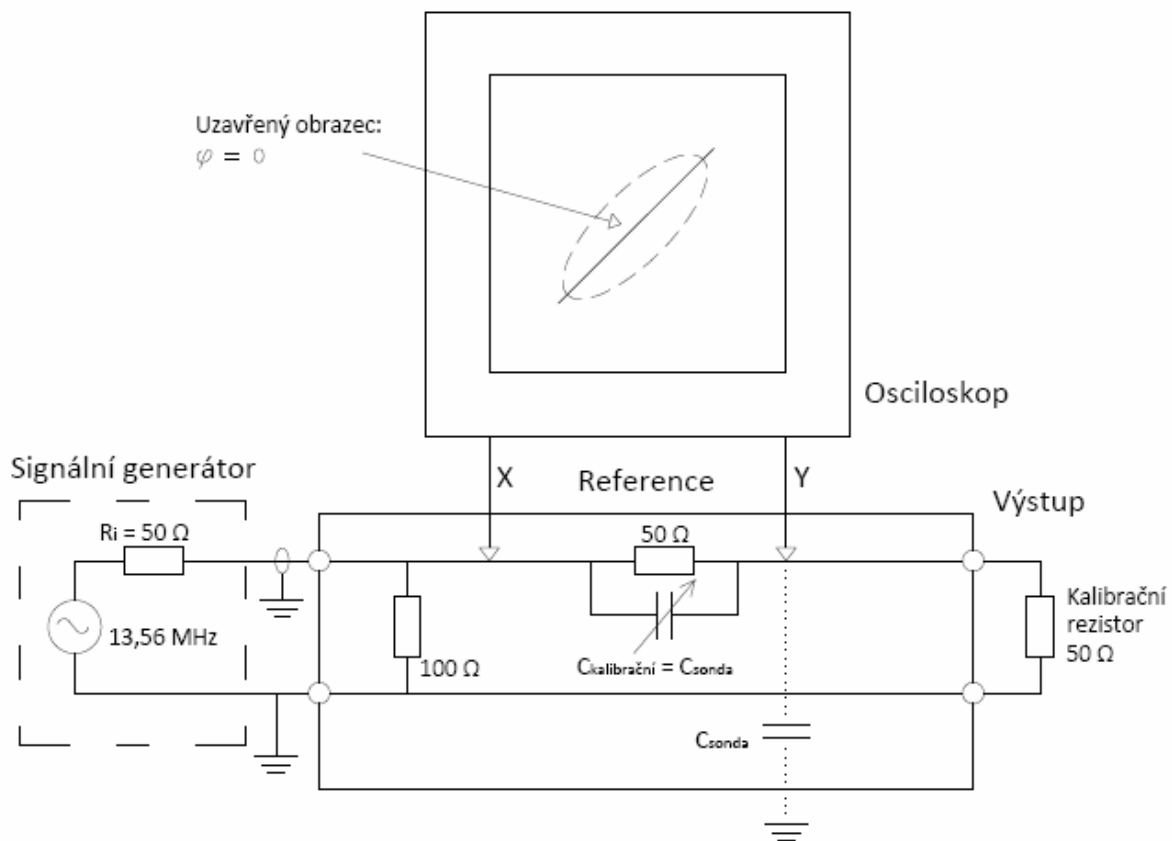 Uzavřený obrazec:
φ = 0
Osciloskop
Signální generátor
X
Reference
Y
Výstup
Ri = 50 Ω
50 Ω
13,56 MHz
100 Ω
Ckalibrační = Csonda
Kalibrační
rezistor
50 Ω
Csonda